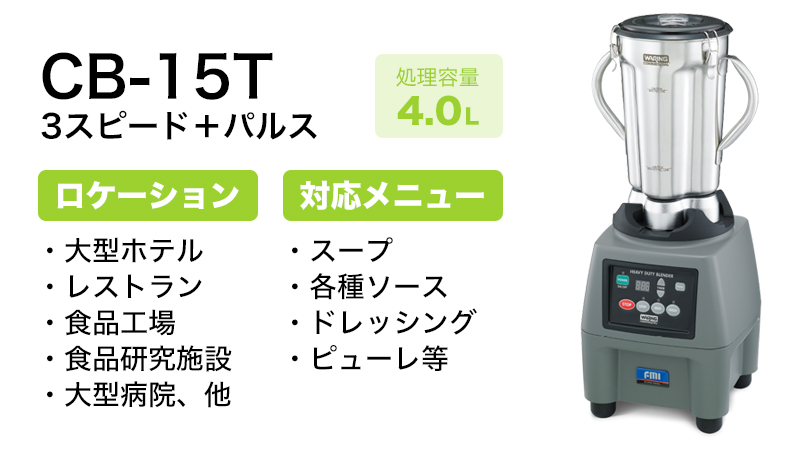 CB-15T
3スピード＋パルス
処理容量
4.0L
ロケーション
・大型ホテル
・レストラン
・食品工場
・食品研究施設
・大型病院、他
対応メニュー
・スープ
・各種ソース
・ドレッシング
・ピューレ等
WARING
HEAVY DUTY BLENDER
STOP
WARING
FMI